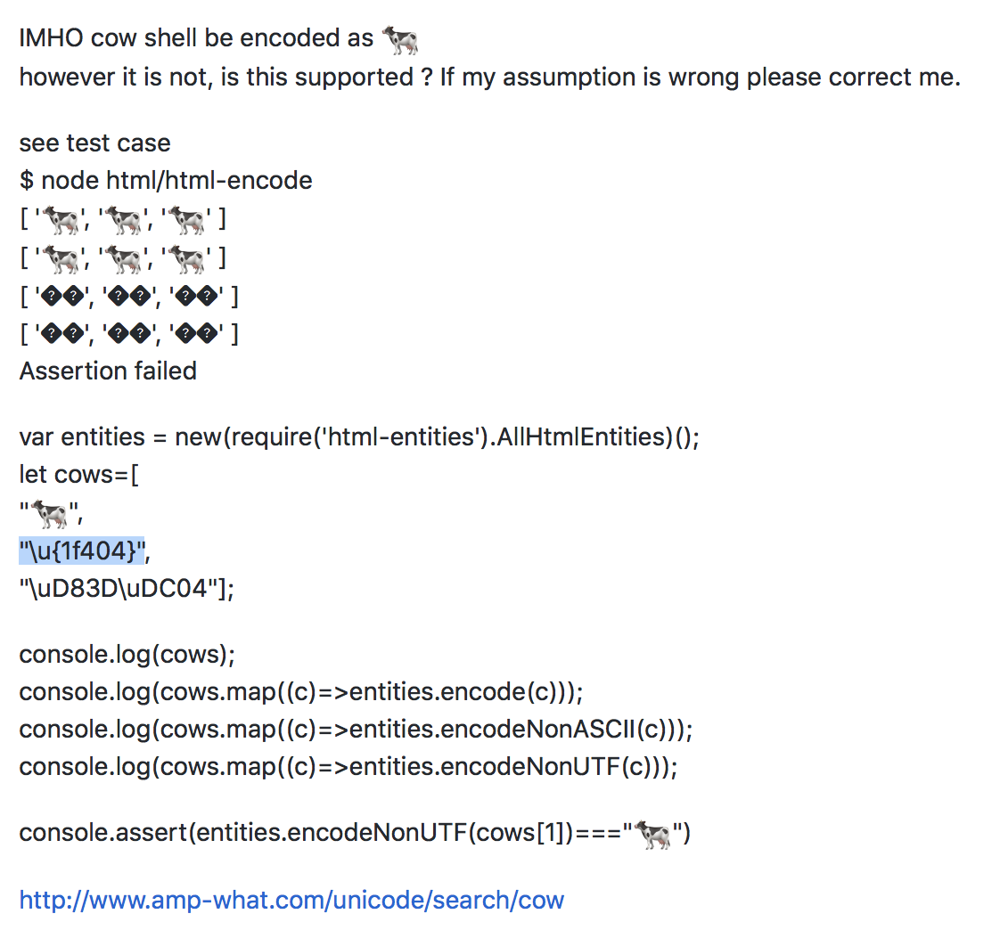 IMHO cow shell be encoded as 🐄
however it is not, is this supported ? If my assumption is wrong please correct me.
see test case
$ node html/html-encode
[ '🐄', '🐄', '🐄' ]
[ '🐄', '🐄', '🐄' ]
[ '��', '��', '��' ]
[ '��', '��', '��' ]
Assertion failed
var entities = new(require('html-entities').AllHtmlEntities)();
let cows=[
"🐄",
"\u{1f404}",
"\uD83D\uDC04"];
console.log(cows);
console.log(cows.map((c)=>entities.encode(c)));
console.log(cows.map((c)=>entities.encodeNonASCII(c)));
console.log(cows.map((c)=>entities.encodeNonUTF(c)));
console.assert(entities.encodeNonUTF(cows[1])==="🐄")
http://www.amp-what.com/unicode/search/cow